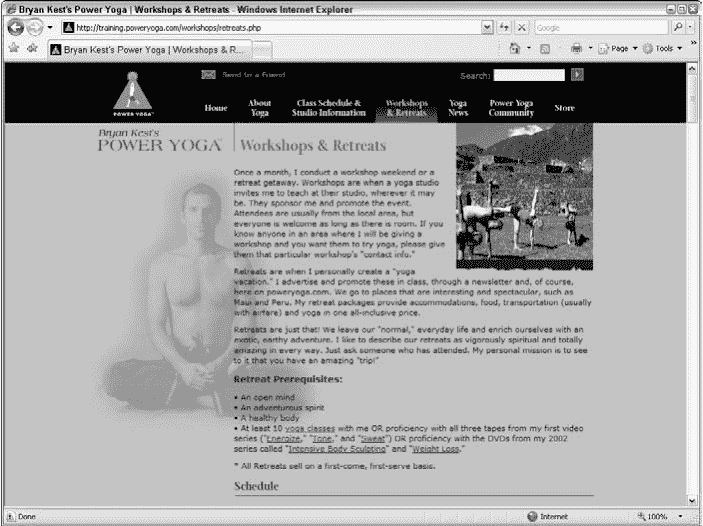 Bryan Kest's Power Yoga | Workshops & Retreats - Windows Internet Explorer
http://training.poweryoga.com/workshops/retreats.php
Google
Bryan Kest's Power Yoga | Workshops & R...
Page
Tools
Send to a friend
Search:
POWER YOGA
Home
About Yoga
Class Schedule & Studio Information
Workshops & Retreats
Yoga News
Power Yoga Community
Store
Bryan Kest's
POWER YOGA
Workshops & Retreats
Once a month, I conduct a workshop weekend or a
retreat getaway. Workshops are when a yoga studio
invites me to teach at their studio, wherever it may
be. They sponsor me and promote the event.
Attendees are usually from the local area, but
everyone is welcome as long as there is room. If you
know anyone in an area where I will be giving a
workshop and you want them to try yoga, please give
them that particular workshop's "contact info."
Retreats are when I personally create a "yoga
vacation." I advertise and promote these in class, through a newsletter and, of course,
here on poweryoga.com. We go to places that are interesting and spectacular, such as
Maui and Peru. My retreat packages provide accommodations, food, transportation (usually
with airfare) and yoga in one all-inclusive price.
Retreats are just that! We leave our "normal," everyday life and enrich ourselves with an
exotic, earthy adventure. I like to describe our retreats as vigorously spiritual and totally
amazing in every way. Just ask someone who has attended. My personal mission is to see
to it that you have an amazing "trip!"
Retreat Prerequisites:
• An open mind
• An adventurous spirit
• A healthy body
• At least 10 yoga classes with me OR proficiency with all three tapes from my first video
series ("Energize," "Tone," and "Sweat") OR proficiency with the DVDs from my 2002
series called "Intensive Body Sculpting" and "Weight Loss."
* All Retreats sell on a first-come, first-serve basis.
Schedule
Done
Internet
100%